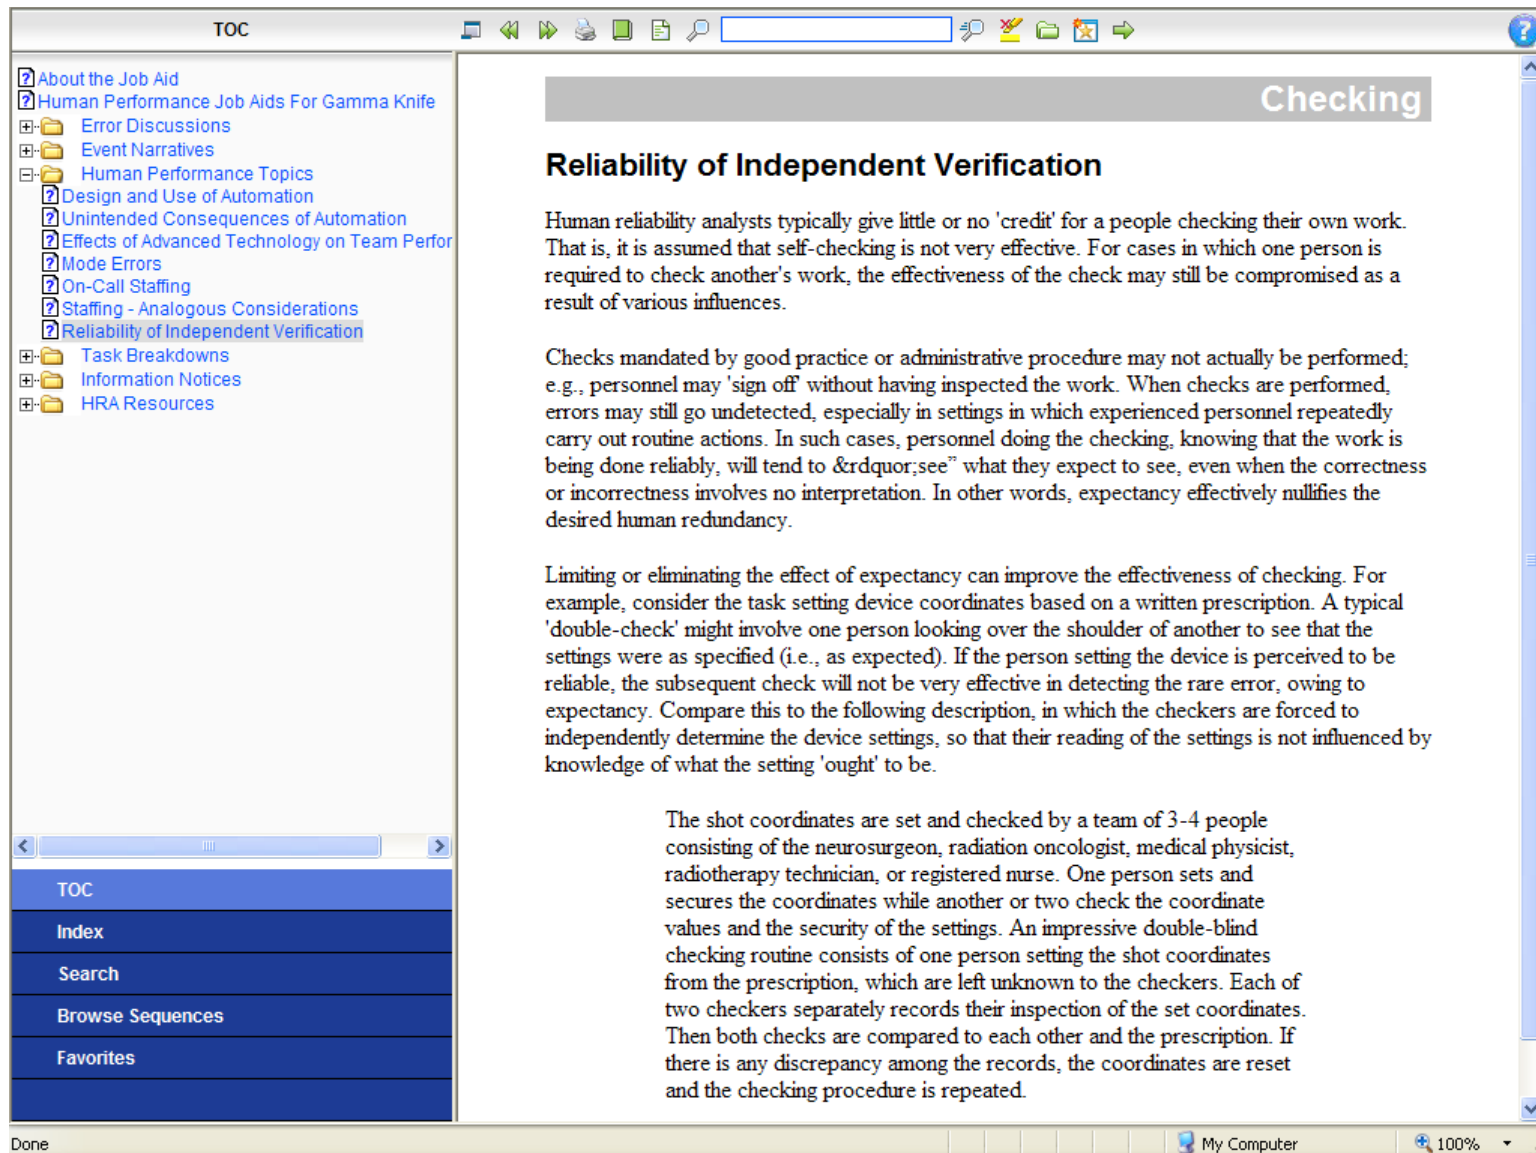 TOC
About the Job Aid
Human Performance Job Aids For Gamma Knife
Error Discussions
Event Narratives
Human Performance Topics
Design and Use of Automation
Unintended Consequences of Automation
Effects of Advanced Technology on Team Perfor
Mode Errors
On-Call Staffing
Staffing - Analogous Considerations
Reliability of Independent Verification
Task Breakdowns
Information Notices
HRA Resources
TOC
Index
Search
Browse Sequences
Favorites
Checking
Reliability of Independent Verification
Human reliability analysts typically give little or no 'credit' for a people checking their own work.
That is, it is assumed that self-checking is not very effective. For cases in which one person is
required to check another's work, the effectiveness of the check may still be compromised as a
result of various influences.
Checks mandated by good practice or administrative procedure may not actually be performed;
e.g., personnel may 'sign off' without having inspected the work. When checks are performed,
errors may still go undetected, especially in settings in which experienced personnel repeatedly
carry out routine actions. In such cases, personnel doing the checking, knowing that the work is
being done reliably, will tend to &rdquor;see” what they expect to see, even when the correctness
or incorrectness involves no interpretation. In other words, expectancy effectively nullifies the
desired human redundancy.
Limiting or eliminating the effect of expectancy can improve the effectiveness of checking. For
example, consider the task setting device coordinates based on a written prescription. A typical
'double-check' might involve one person looking over the shoulder of another to see that the
settings were as specified (i.e., as expected). If the person setting the device is perceived to be
reliable, the subsequent check will not be very effective in detecting the rare error, owing to
expectancy. Compare this to the following description, in which the checkers are forced to
independently determine the device settings, so that their reading of the settings is not influenced by
knowledge of what the setting 'ought' to be.
The shot coordinates are set and checked by a team of 3-4 people
consisting of the neurosurgeon, radiation oncologist, medical physicist,
radiotherapy technician, or registered nurse. One person sets and
secures the coordinates while another or two check the coordinate
values and the security of the settings. An impressive double-blind
checking routine consists of one person setting the shot coordinates
from the prescription, which are left unknown to the checkers. Each of
two checkers separately records their inspection of the set coordinates.
Then both checks are compared to each other and the prescription. If
there is any discrepancy among the records, the coordinates are reset
and the checking procedure is repeated.
Done
My Computer
100%